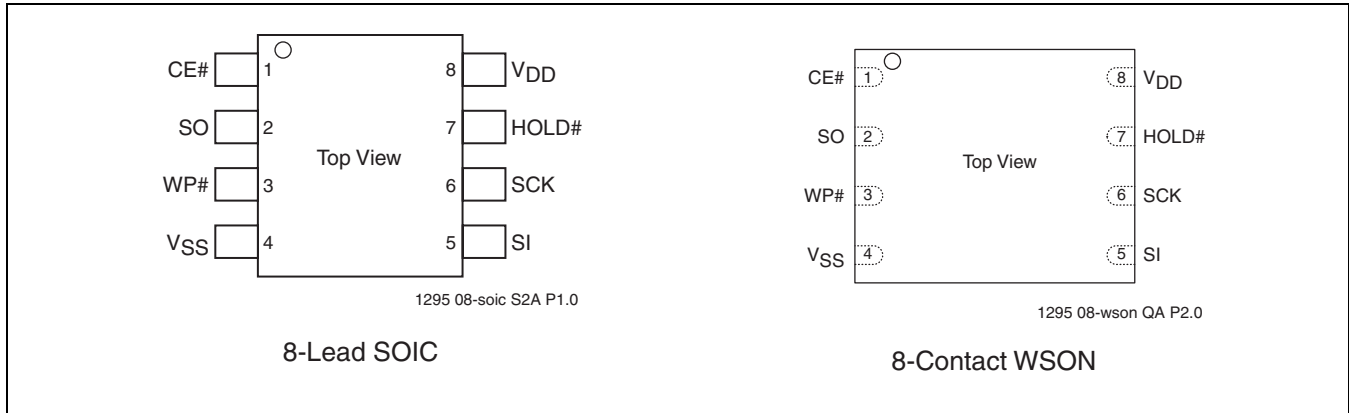 CE# 1 8 VDD
SO 2 7 HOLD#
Top View
WP# 3 6 SCK
VSS 4 5 SI
1295 08-soic S2A P1.0
8-Lead SOIC
CE# 1 8 VDD
SO 2 7 HOLD#
Top View
WP# 3 6 SCK
VSS 4 5 SI
1295 08-wson QA P2.0
8-Contact WSON